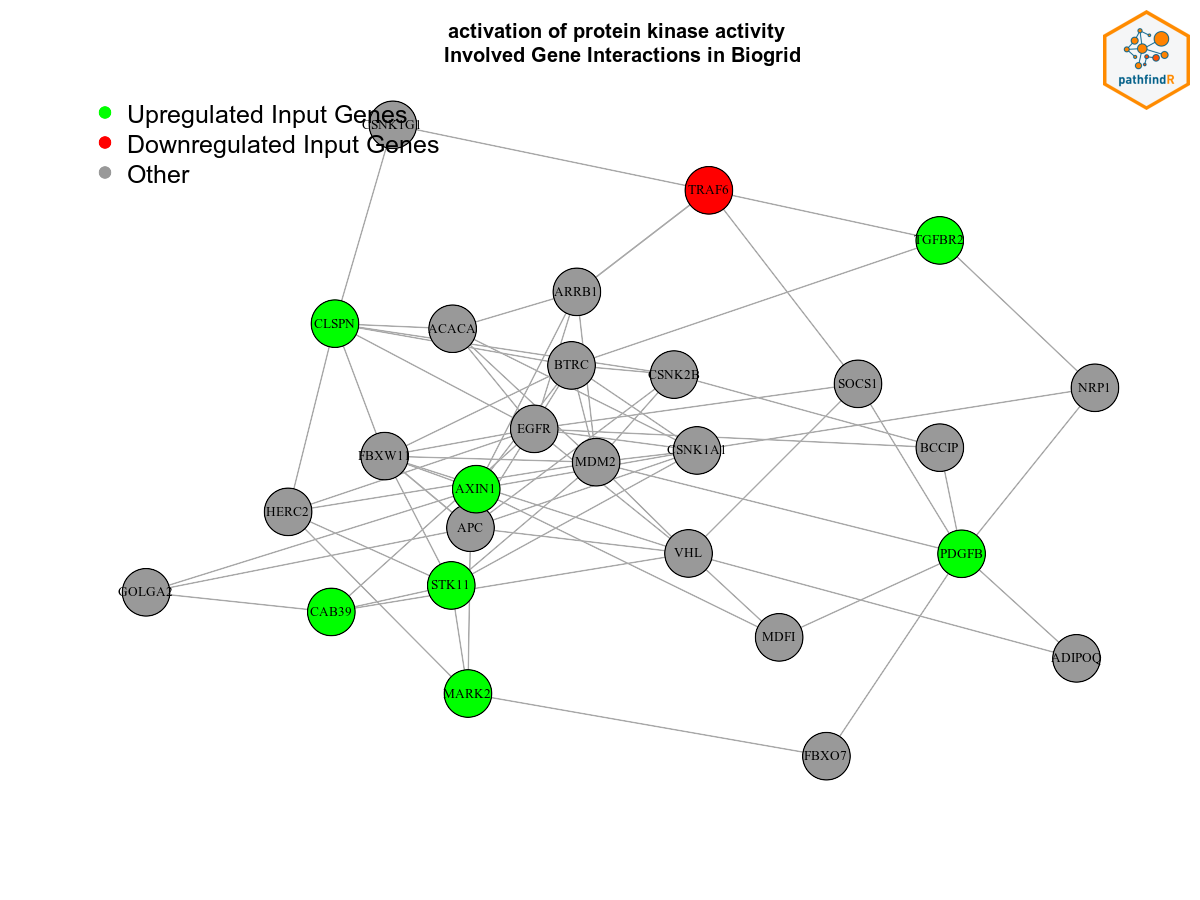 activation of protein kinase activity
Involved Gene Interactions in Biogrid
pathfindR
Upregulated Input Genes
Downregulated Input Genes
Other
CSNK1G1
TRAF6
TGFBR2
ARRB1
CLSPN
ACACA
BTRC
CSNK2B
SOCS1
NRP1
EGFR
FBXW11
MDM2
CSNK1A1
BCCIP
AXIN1
HERC2
APC
VHL
PDGFB
GOLGA2
STK11
CAB39
MDFI
ADIPOQ
MARK2
FBXO7